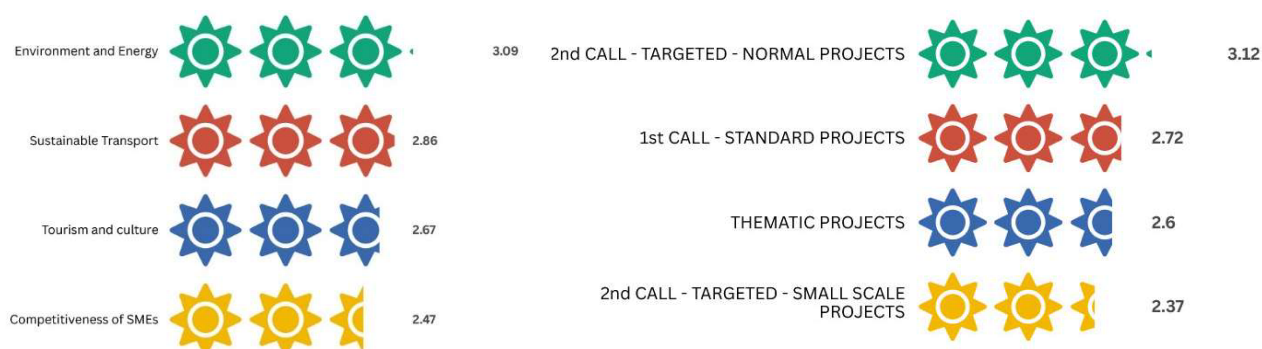 Environment and Energy 3.09
Sustainable Transport 2.86
Tourism and culture 2.67
Competitiveness of SMEs 2.47
2nd CALL - TARGETED - NORMAL PROJECTS 3.12
1st CALL - STANDARD PROJECTS 2.72
THEMATIC PROJECTS 2.6
2nd CALL - TARGETED - SMALL SCALE
PROJECTS 2.37